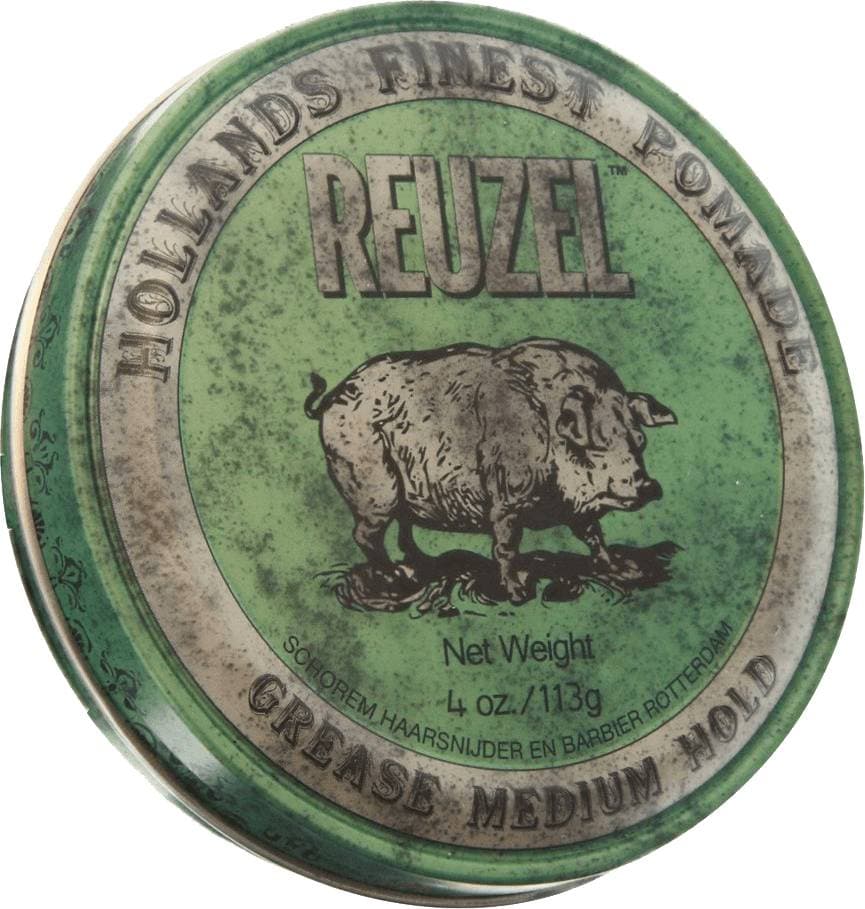 HOLLANDS FINEST POMADE
REUZEL™
Net Weight
4 oz./113g
SCHOREM HAARSNIJDER EN BARBIER ROTTERDAM
GREASE MEDIUM HOLD